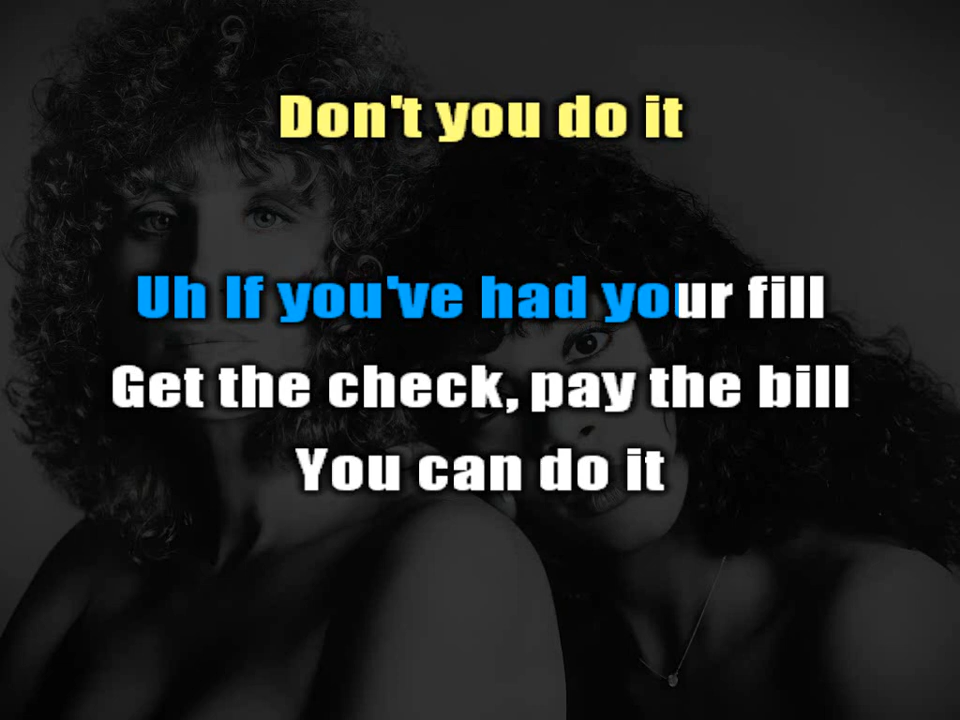 Don't you do it
Uh If you've had your fill
Get the check, pay the bill
You can do it